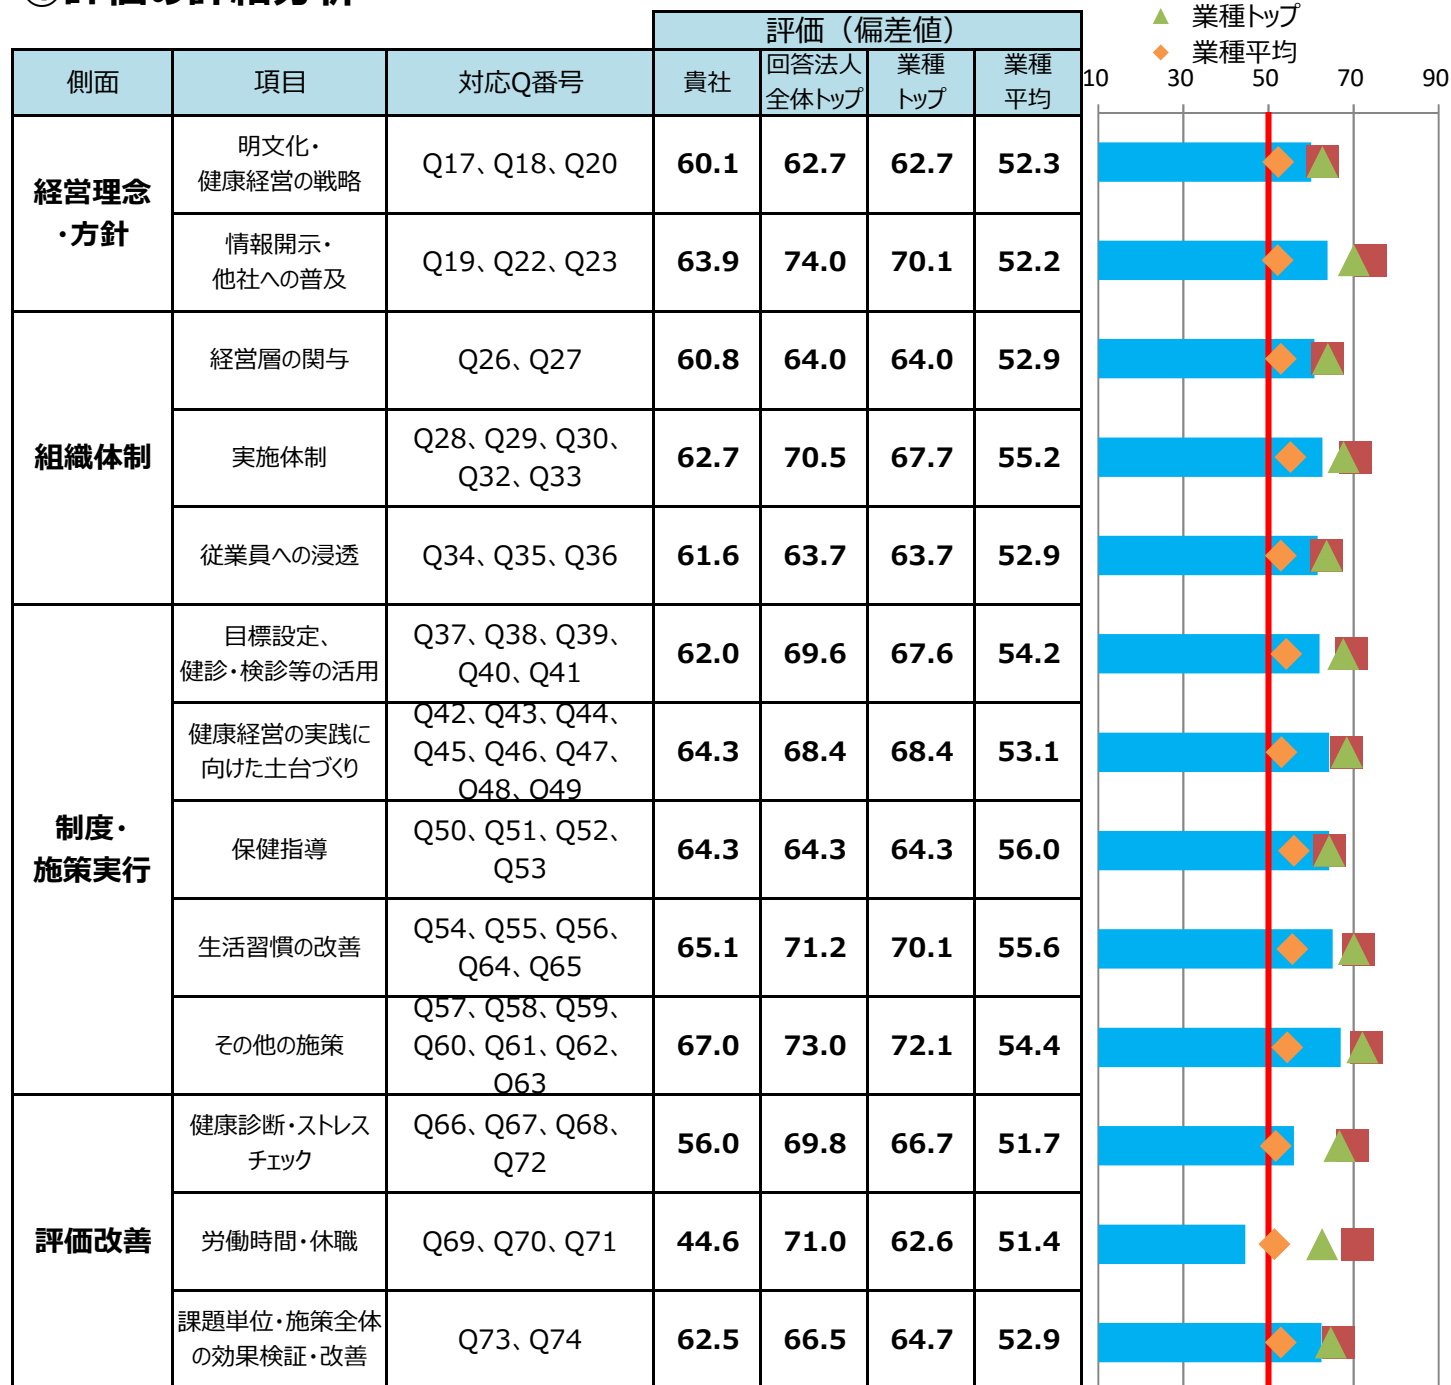 ▲ 業種トップ
◆ 業種平均
評価（偏差値）
側面 項目 対応Q番号 貴社 回答法人 業種 業種
全体トップ トップ 平均
10 30 50 70 90
経営理念
・方針
明文化・
健康経営の戦略
Q17、Q18、Q20 60.1 62.7 62.7 52.3
情報開示・
他社への普及
Q19、Q22、Q23 63.9 74.0 70.1 52.2
組織体制
経営層の関与 Q26、Q27 60.8 64.0 64.0 52.9
実施体制
Q28、Q29、Q30、
Q32、Q33
62.7 70.5 67.7 55.2
従業員への浸透 Q34、Q35、Q36 61.6 63.7 63.7 52.9
制度・
施策実行
目標設定、
健診・検診等の活用
Q37、Q38、Q39、
Q40、Q41
62.0 69.6 67.6 54.2
健康経営の実践に
向けた土台づくり
Q42、Q43、Q44、
Q45、Q46、Q47、
Q48、Q49
64.3 68.4 68.4 53.1
保健指導
Q50、Q51、Q52、
Q53
64.3 64.3 64.3 56.0
生活習慣の改善
Q54、Q55、Q56、
Q64、Q65
65.1 71.2 70.1 55.6
その他の施策
Q57、Q58、Q59、
Q60、Q61、Q62、
Q63
67.0 73.0 72.1 54.4
評価改善
健康診断・ストレス
チェック
Q66、Q67、Q68、
Q72
56.0 69.8 66.7 51.7
労働時間・休職 Q69、Q70、Q71 44.6 71.0 62.6 51.4
課題単位・施策全体
の効果検証・改善
Q73、Q74 62.5 66.5 64.7 52.9